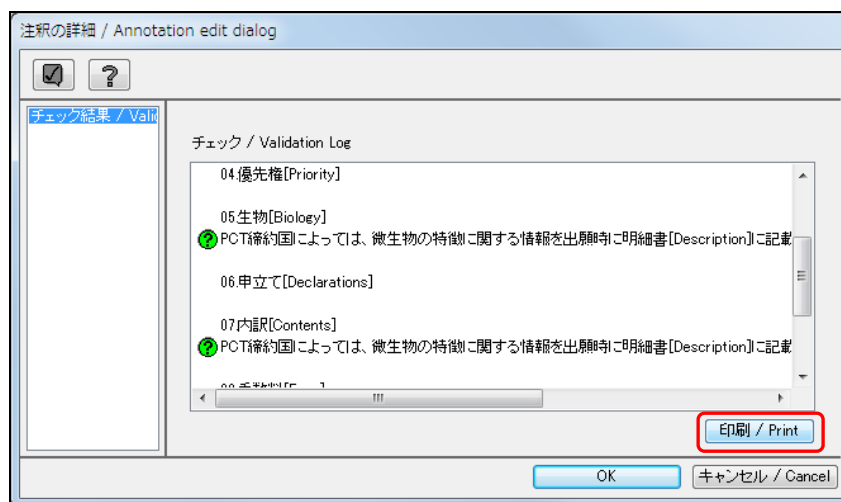 注釈の詳細 / Annotation edit dialog
チェック結果 / Valid
チェック / Validation Log
04.優先権[Priority]
05.生物[Biology]
PCT締約国によっては、微生物の特徴に関する情報を出願時に明細書[Description]に記載
06.申立て[Declarations]
07.内訳[Contents]
PCT締約国によっては、微生物の特徴に関する情報を出願時に明細書[Description]に記載
印刷 / Print
OK
キャンセル / Cancel